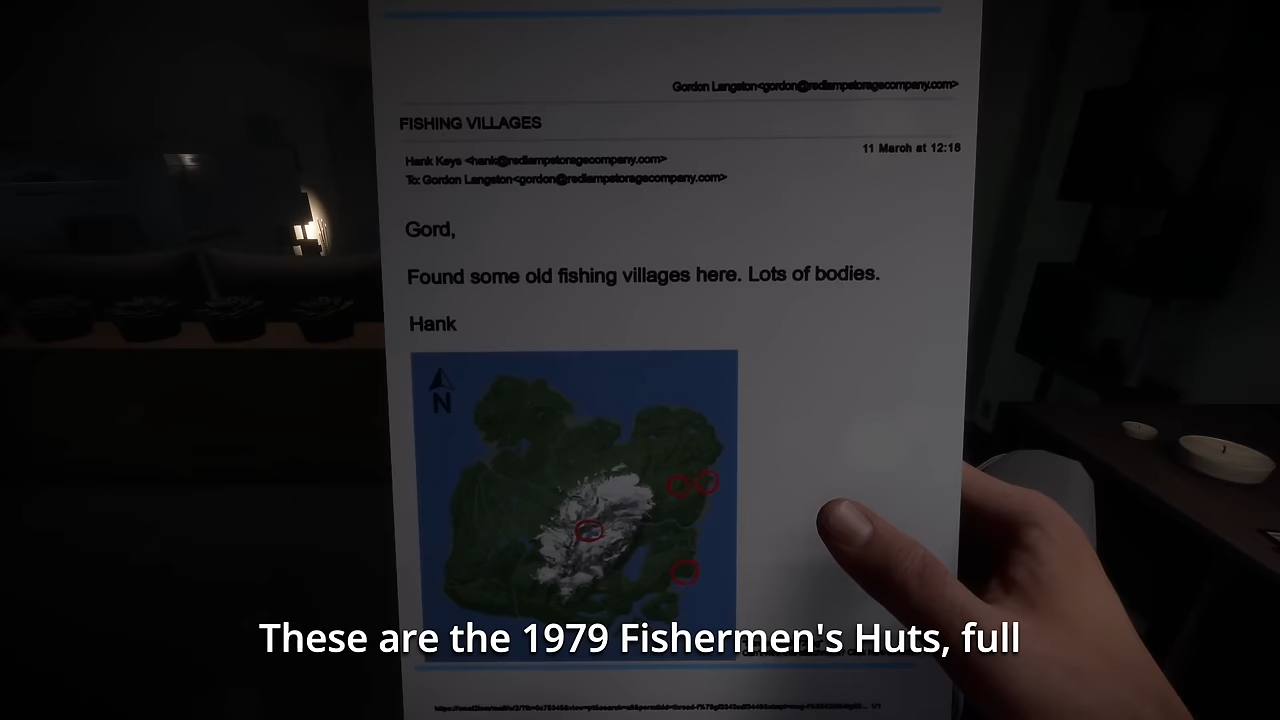 Gordon Langston<gordon@redlampstoragecompany.com>
FISHING VILLAGES
11 March at 12:18
Hank Keys <hank@redlampstoragecompany.com>
To: Gordon Langston<gordon@redlampstoragecompany.com>
Gord,
Found some old fishing villages here. Lots of bodies.
Hank
N
These are the 1979 Fishermen's Huts, full
1/1